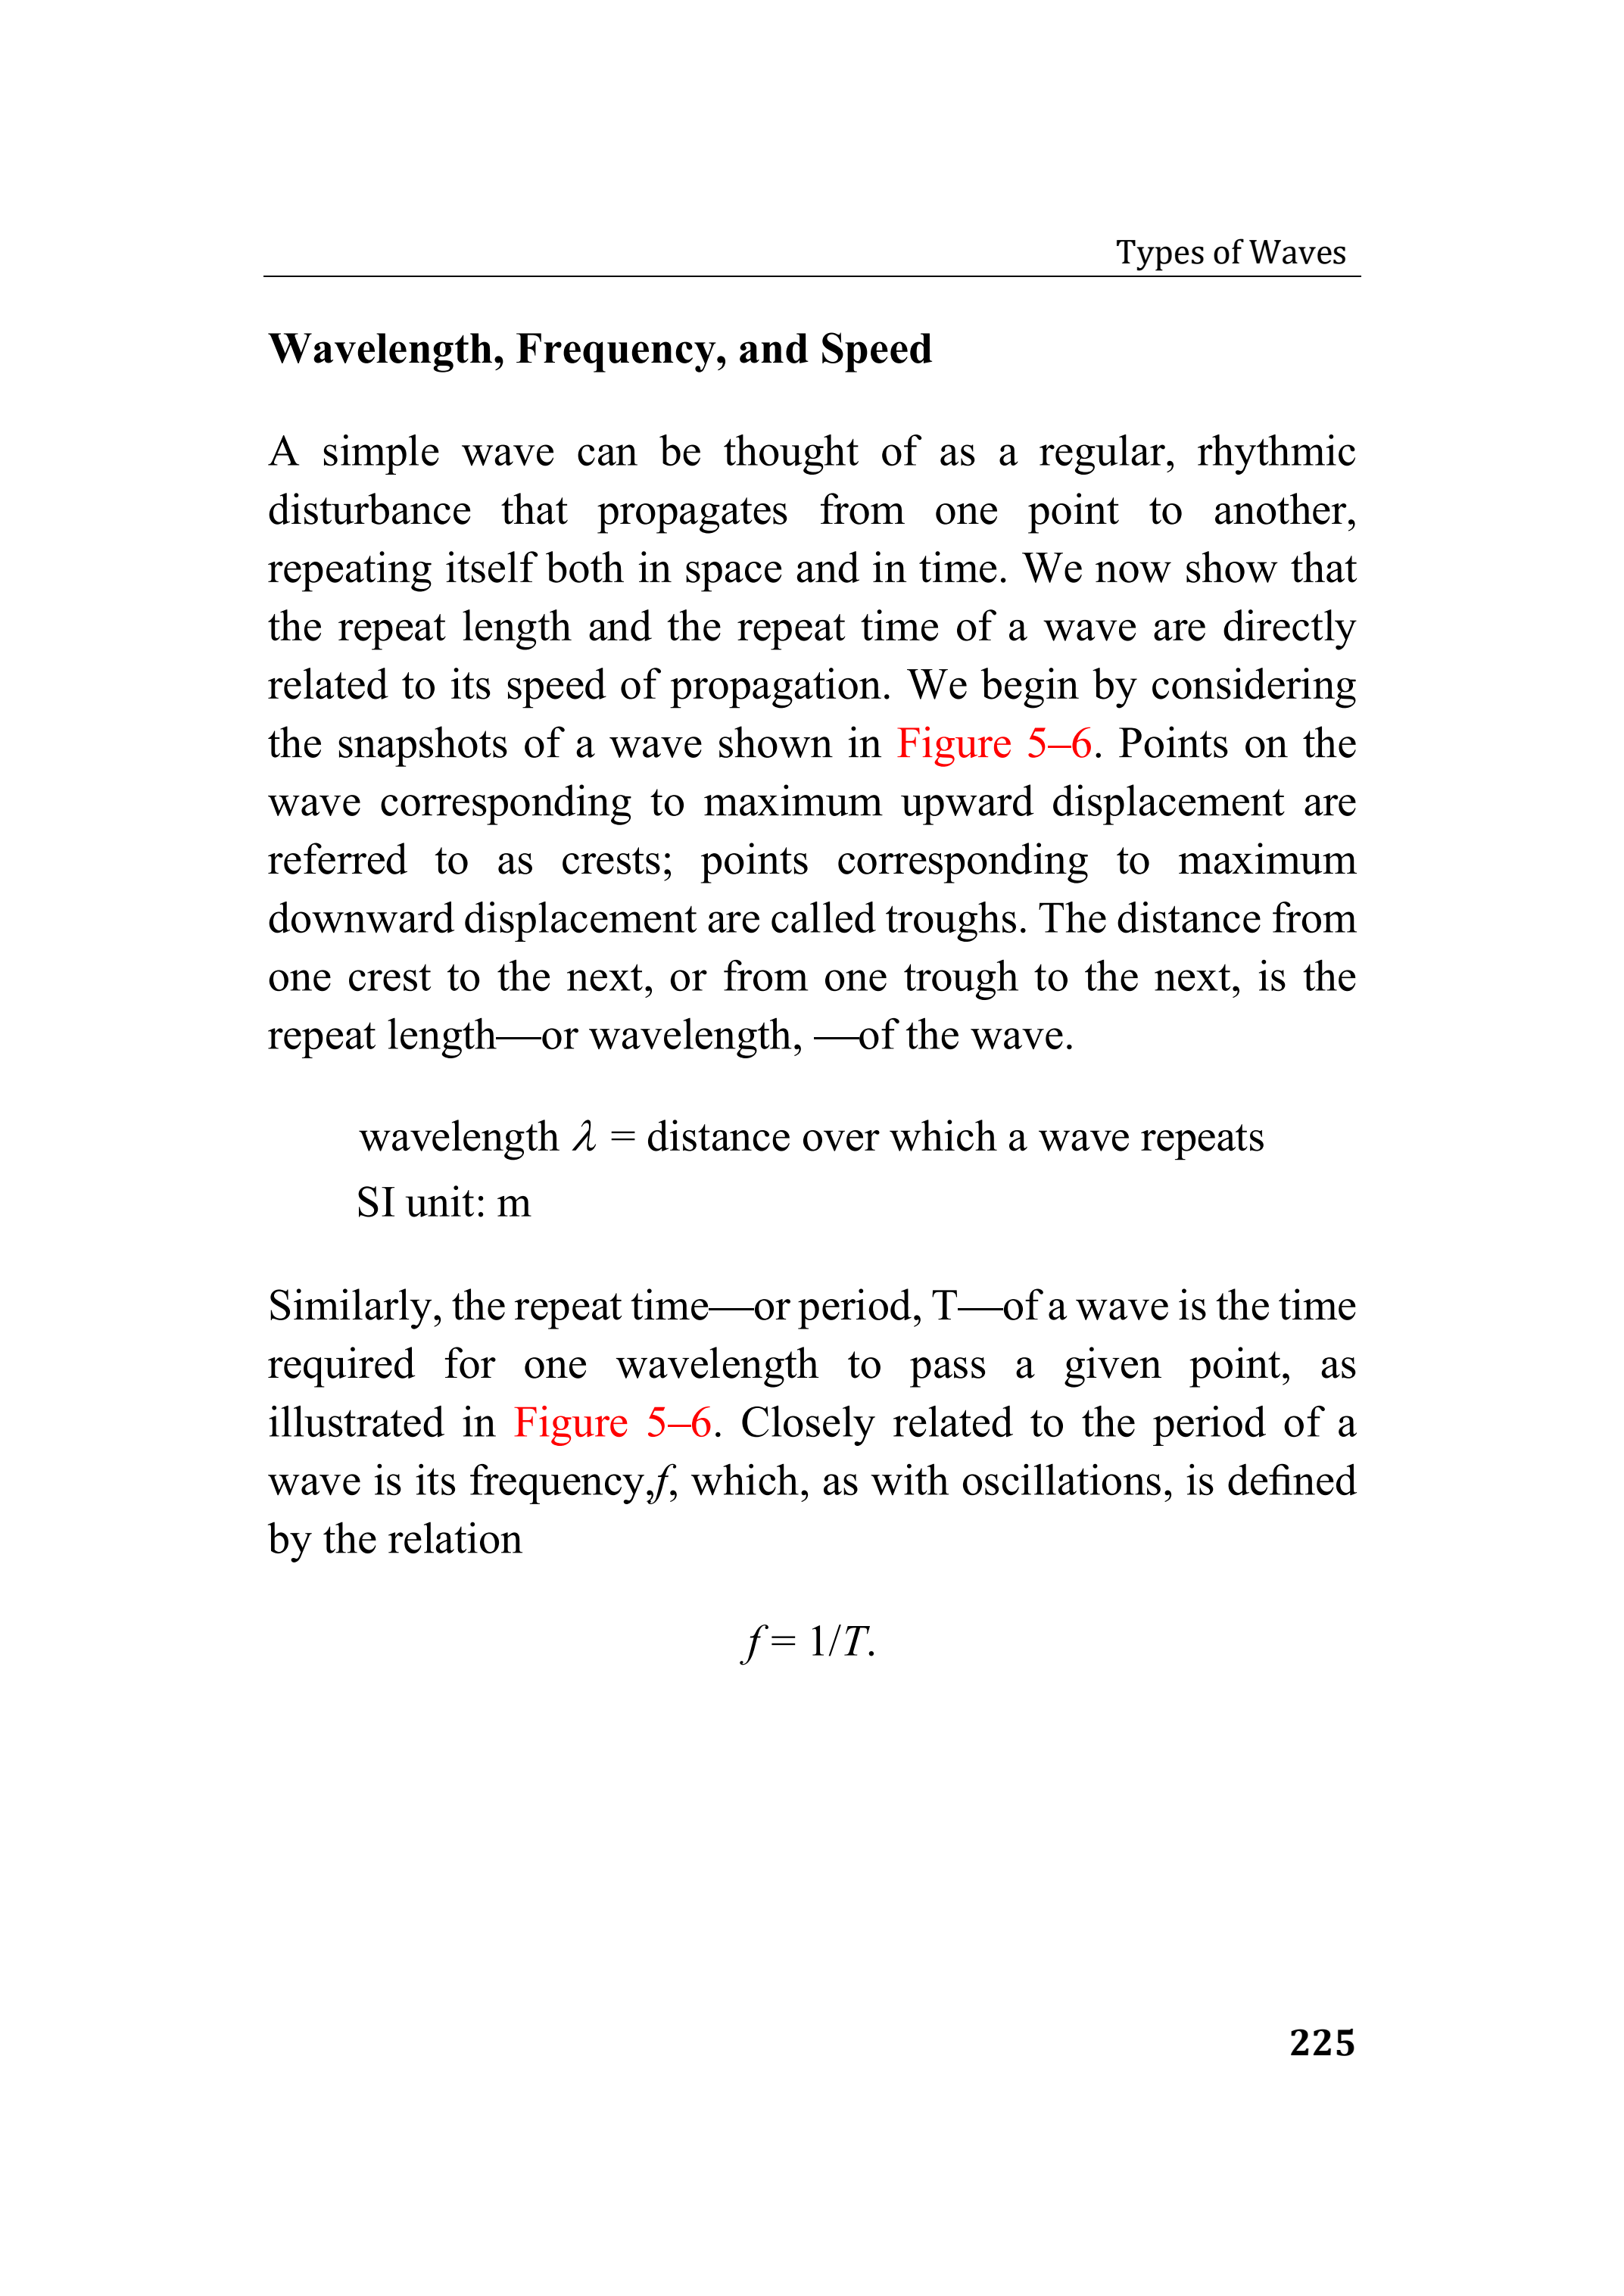 Types of Waves
Wavelength, Frequency, and Speed
A simple wave can be thought of as a regular, rhythmic
disturbance that propagates from one point to another,
repeating itself both in space and in time. We now show that
the repeat length and the repeat time of a wave are directly
related to its speed of propagation. We begin by considering
the snapshots of a wave shown in Figure 5–6. Points on the
wave corresponding to maximum upward displacement are
referred to as crests; points corresponding to maximum
downward displacement are called troughs. The distance from
one crest to the next, or from one trough to the next, is the
repeat length—or wavelength, —of the wave.
wavelength λ = distance over which a wave repeats
SI unit: m
Similarly, the repeat time—or period, T—of a wave is the time
required for one wavelength to pass a given point, as
illustrated in Figure 5–6. Closely related to the period of a
wave is its frequency,f, which, as with oscillations, is defined
by the relation
f = 1/T.
225